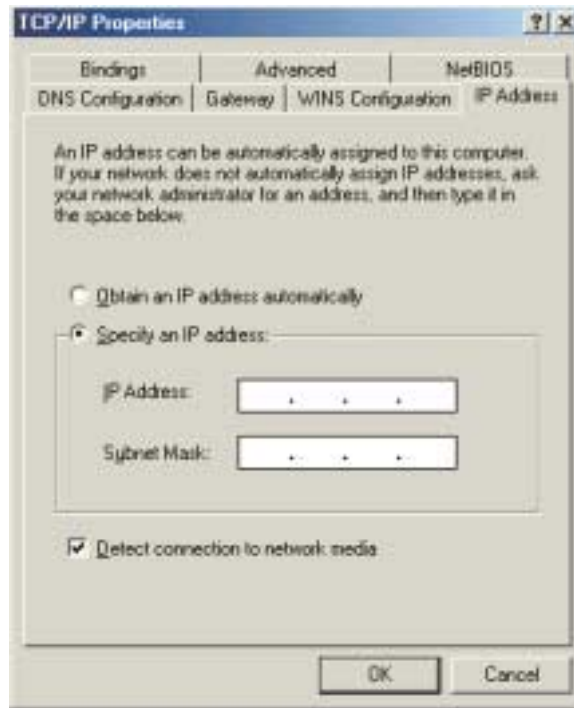 TCP/IP Properties
Bindings Advanced NetBIOS
DNS Configuration Gateway WINS Configuration IP Address
An IP address can be automatically assigned to this computer.
If your network does not automatically assign IP addresses, ask
your network administrator for an address, and then type it in
the space below.
Obtain an IP address automatically
Specify an IP address:
IP Address:
. . .
Subnet Mask:
. . .
Detect connection to network media
OK Cancel